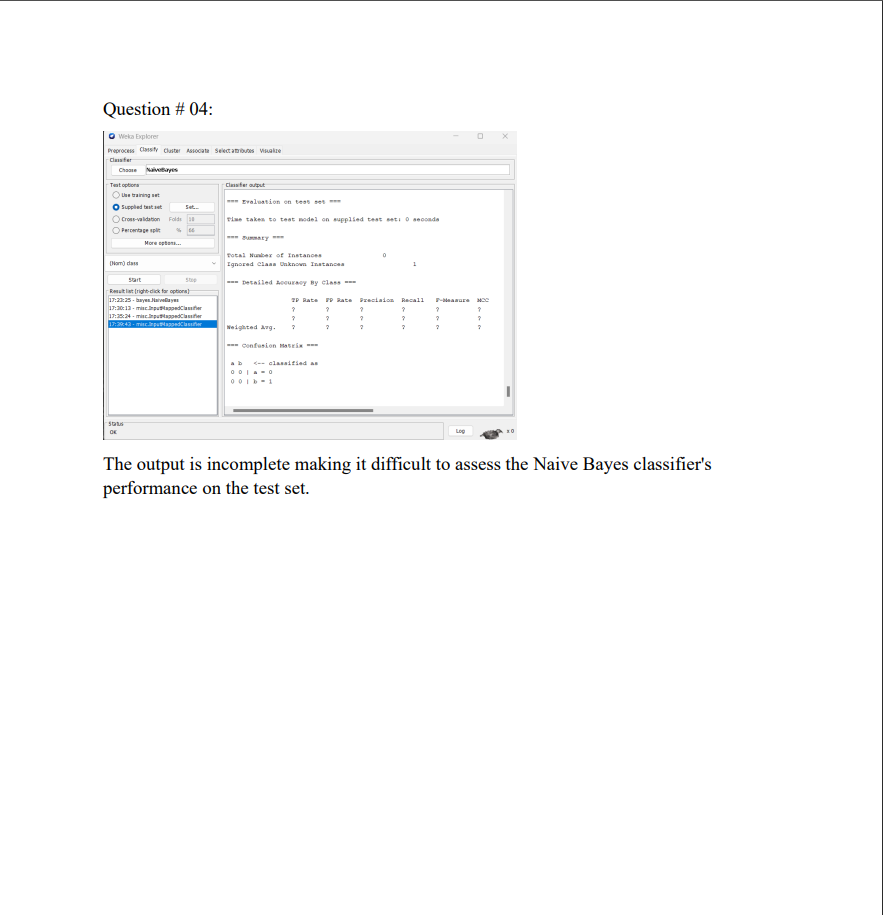 Question # 04:
Weka Explorer
Preprocess Classify Cluster Associate Select attributes Visualize
Classifier
Choose NaiveBayes
Test options
Use training set
Supplied test set Set...
Cross-validation Folds 10
Percentage split % 66
More options...
(Nom) class
Start Stop
Result list (right-click for options)
17:23:25 - bayes.NaiveBayes
17:30:13 - misc.InputMappedClassifier
17:35:24 - misc.InputMappedClassifier
17:39:43 - misc.InputMappedClassifier
Classifier output
=== Evaluation on test set ===
Time taken to test model on supplied test set: 0 seconds
=== Summary ===
Total Number of Instances 0
Ignored Class Unknown Instances 1
=== Detailed Accuracy By Class ===
TP Rate FP Rate Precision Recall F-Measure MCC
? ? ? ? ? ?
? ? ? ? ? ?
Weighted Avg. ? ? ? ? ? ?
=== Confusion Matrix ===
a b <-- classified as
0 0 | a = 0
0 0 | b = 1
Status
OK
Log x 0
The output is incomplete making it difficult to assess the Naive Bayes classifier's
performance on the test set.